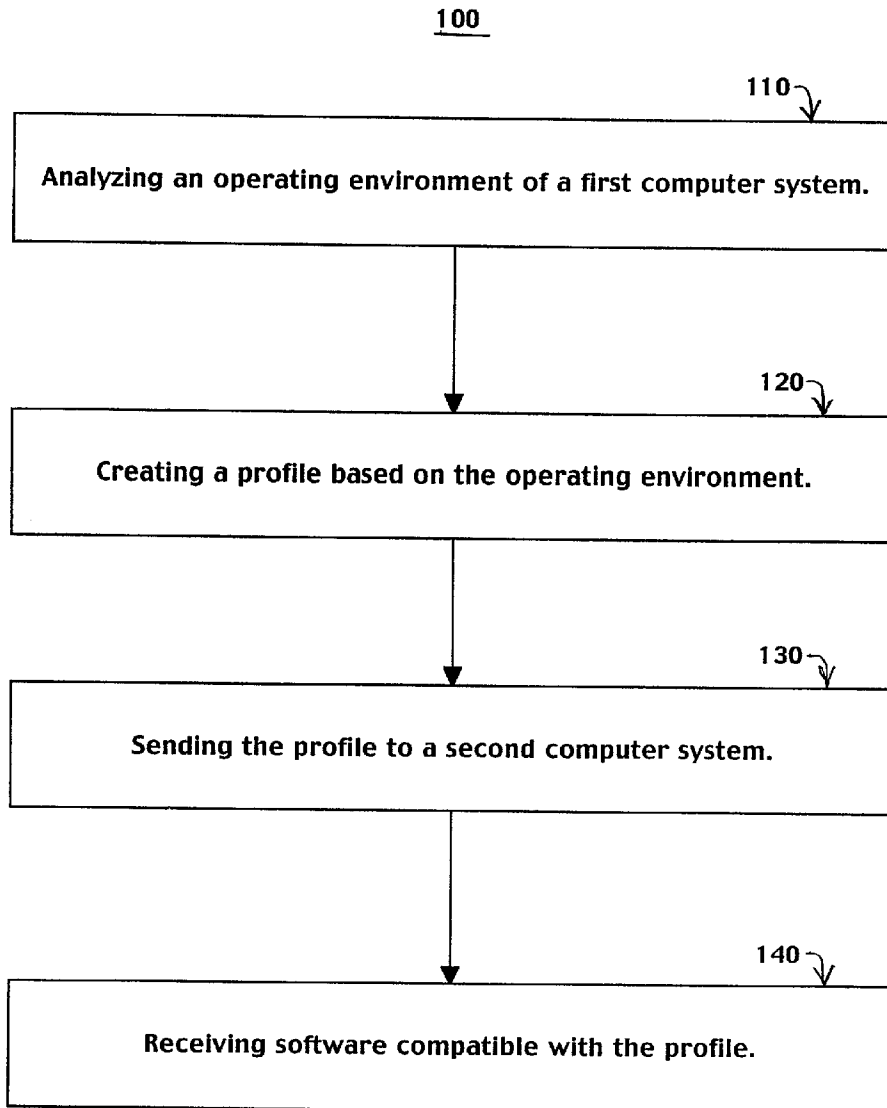 100
110
Analyzing an operating environment of a first computer system.
120
Creating a profile based on the operating environment.
130
Sending the profile to a second computer system.
140
Receiving software compatible with the profile.